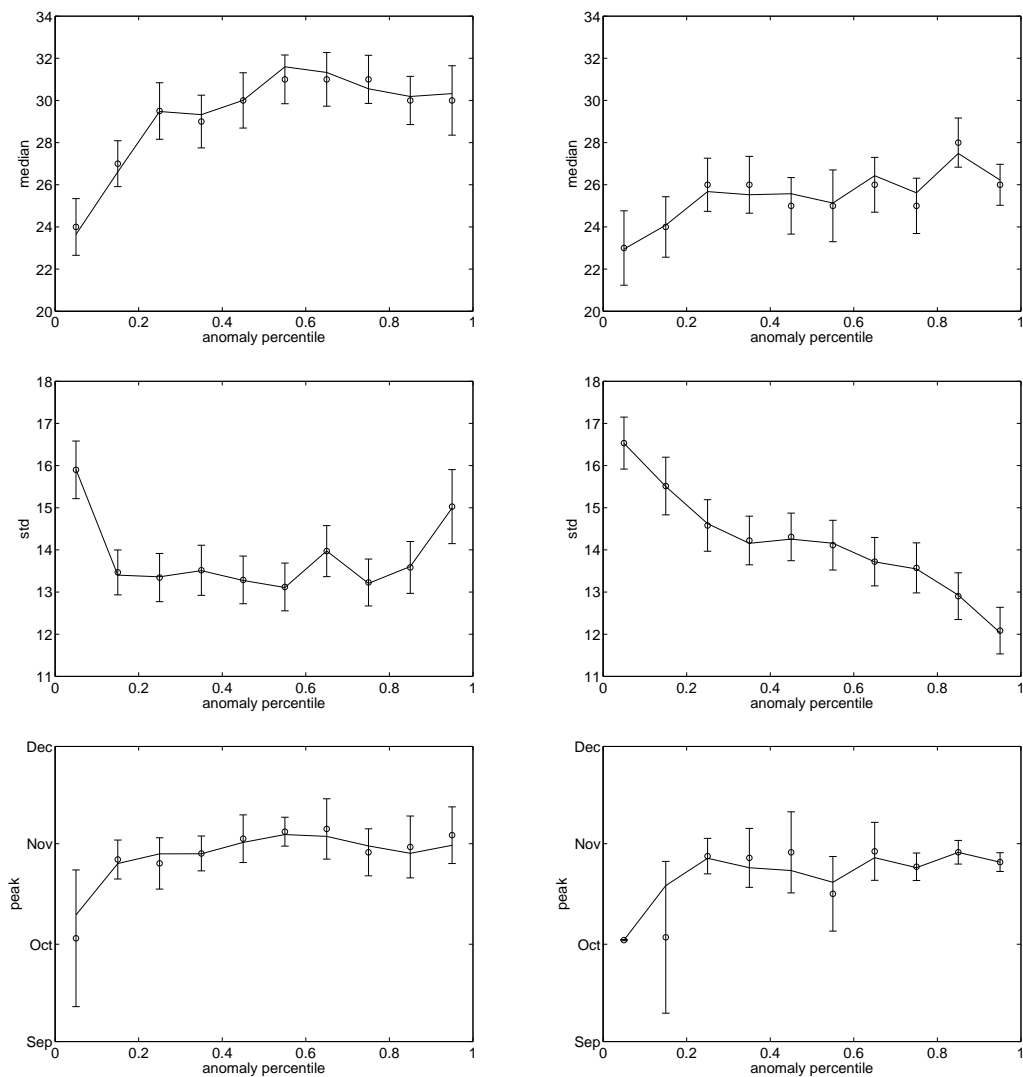 34
32
30
28
26
24
22
20
median
0 0.2 0.4 0.6 0.8 1
anomaly percentile
34
32
30
28
26
24
22
20
median
0 0.2 0.4 0.6 0.8 1
anomaly percentile
18
17
16
15
14
13
12
11
std
0 0.2 0.4 0.6 0.8 1
anomaly percentile
18
17
16
15
14
13
12
11
std
0 0.2 0.4 0.6 0.8 1
anomaly percentile
Dec
Nov
Oct
Sep
peak
0 0.2 0.4 0.6 0.8 1
anomaly percentile
Dec
Nov
Oct
Sep
peak
0 0.2 0.4 0.6 0.8 1
anomaly percentile